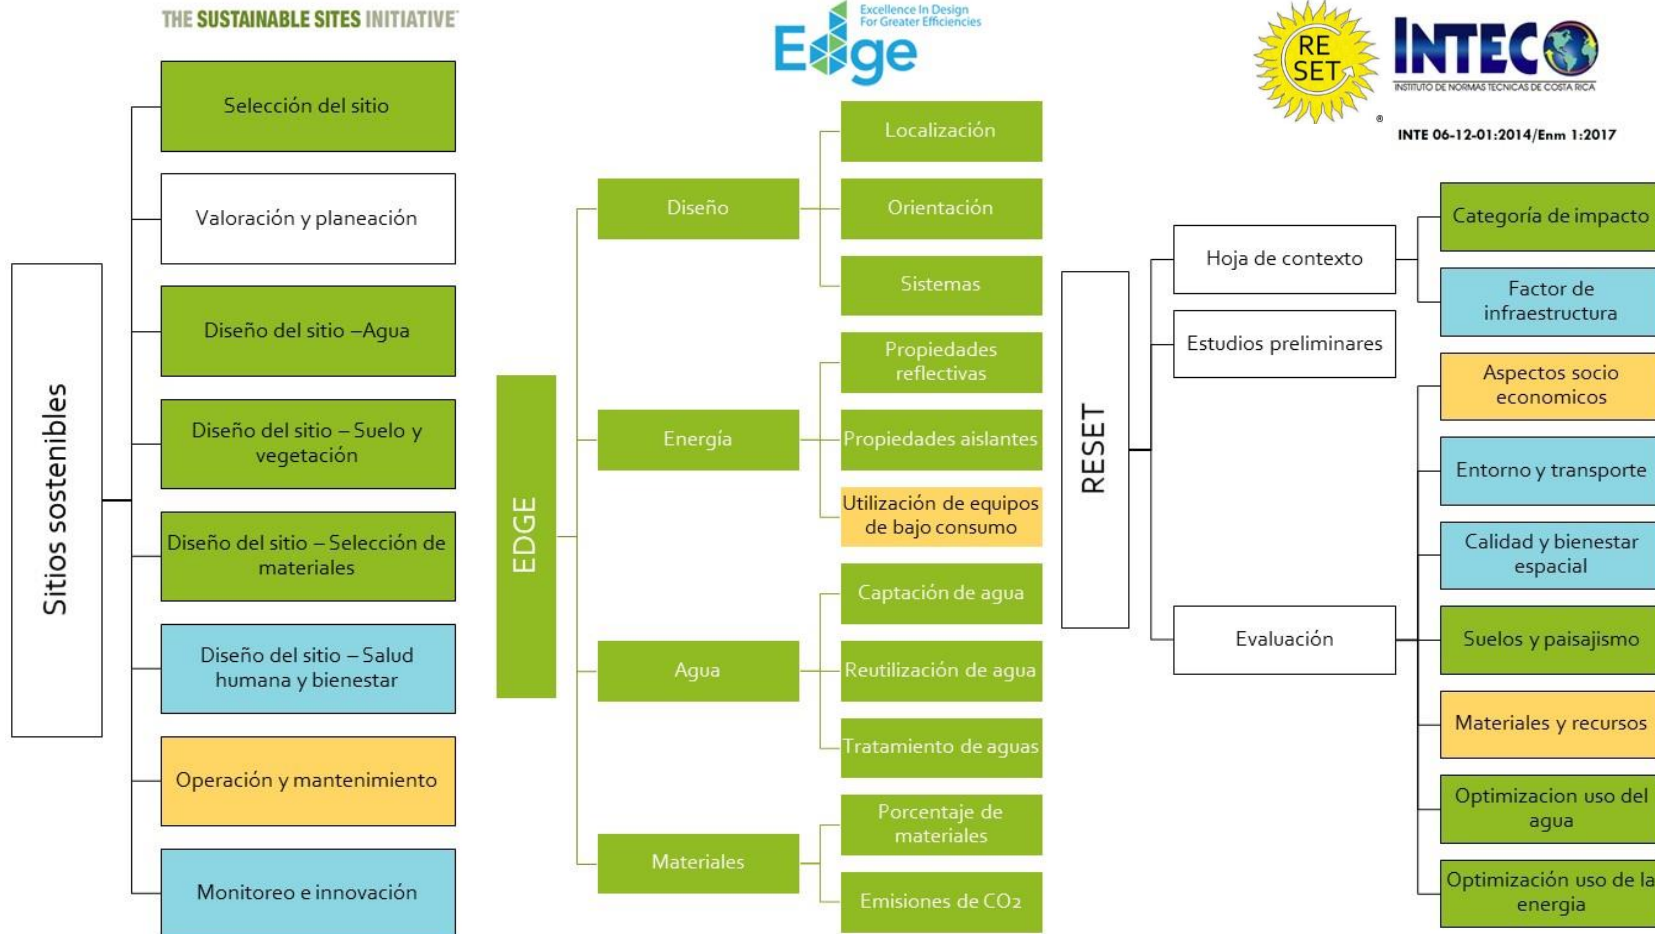 THE SUSTAINABLE SITES INITIATIVE
Selección del sitio
Valoración y planeación
Diseño del sitio –Agua
Diseño del sitio – Suelo y
vegetación
Diseño del sitio – Selección de
materiales
Diseño del sitio – Salud
humana y bienestar
Operación y mantenimiento
Monitoreo e innovación
Sitios sostenibles
Edge
Excellence In Design
For Greater Efficiencies
EDGE
Diseño
Localización
Orientación
Sistemas
Energía
Propiedades
reflectivas
Propiedades aislantes
Utilización de equipos
de bajo consumo
Agua
Captación de agua
Reutilización de agua
Tratamiento de aguas
Materiales
Porcentaje de
materiales
Emisiones de CO2
RE
SET
®
INTECO
INSTITUTO DE NORMAS TECNICAS DE COSTA RICA
INTE 06-12-01:2014/Enm 1:2017
RESET
Hoja de contexto
Categoría de impacto
Factor de
infraestructura
Estudios preliminares
Evaluación
Aspectos socio
economicos
Entorno y transporte
Calidad y bienestar
espacial
Suelos y paisajismo
Materiales y recursos
Optimizacion uso del
agua
Optimización uso de la
energia